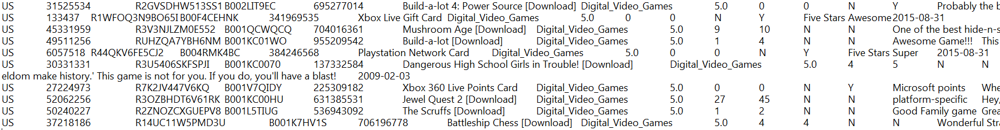 US 31525534 R2GVSDHW513SS1 B002LIT9EC 695277014 Build-a-lot 4: Power Source [Download] Digital_Video_Games 5.0 0 0 N Y Probably the b
US 133437 R1WFOQ3N9BO65I B00F4CEHNK 341969535 Xbox Live Gift Card Digital_Video_Games 5.0 0 0 N Y Five Stars Awesome 2015-08-31
US 45331959 R3V3NJLZM0E552 B001QCWQCQ 704016361 Mushroom Age [Download] Digital_Video_Games 5.0 9 10 N N One of the best hide-n-s
US 49511256 RUHZQA7YBH6NM B001KC01WO 955209542 Build-a-lot [Download] Digital_Video_Games 5.0 1 4 N N Awesome Game!!! This
US 6057518 R44QKV6FE5CJ2 B004RMK4BC 384246568 Playstation Network Card Digital_Video_Games 5.0 0 0 N Y Five Stars Super 2015-08-31
US 30331331 R3U5406SKFSPJI B001KC0070 137332584 Dangerous High School Girls in Trouble! [Download] Digital_Video_Games 5.0 4 5 N N
eldom make history.' This game is not for you. If you do, you'll have a blast! 2009-02-03
US 27224973 R7K2JV447V6KQ B001V7QIDY 225309182 Xbox 360 Live Points Card Digital_Video_Games 5.0 0 0 N Y Microsoft points Whe
US 52062256 R3OZBHDT6V61RK B001KC00HU 631385531 Jewel Quest 2 [Download] Digital_Video_Games 5.0 27 45 N N platform-specific Hey,
US 50240227 R2ZNOZCXGUEPV8 B001L5TIUG 536943092 The Scruffs [Download] Digital_Video_Games 5.0 1 2 N N Good Family game Grea
US 37218186 R14UC11W5PMD3U B001K7HV1S 706196778 Battleship Chess [Download] Digital_Video_Games 5.0 4 4 N N Wonderful Stra